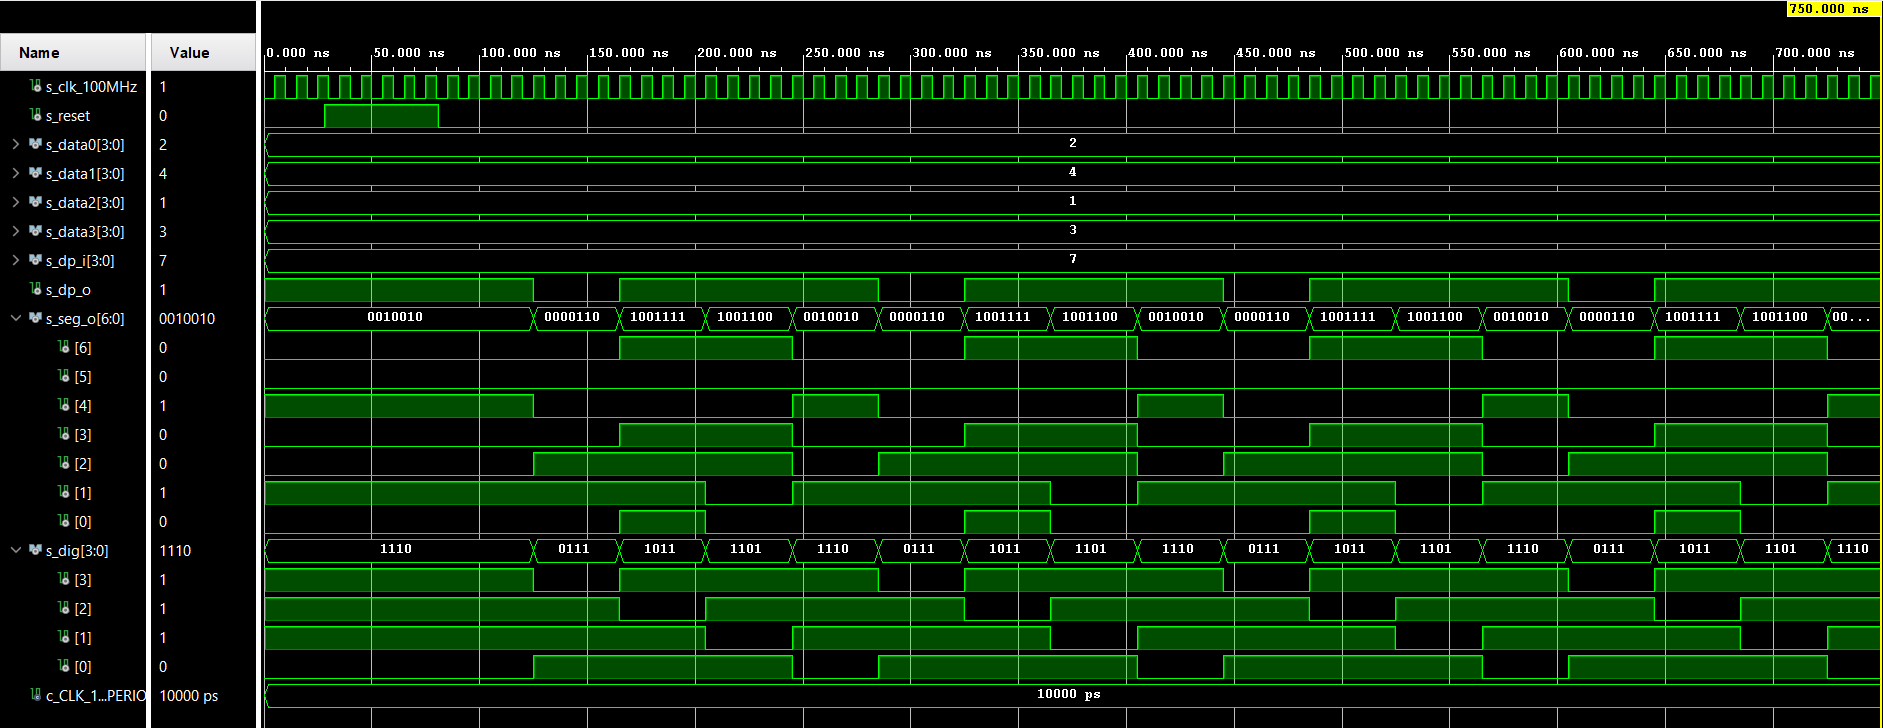 750.000 ns
Name Value 0.000 ns 50.000 ns 100.000 ns 150.000 ns 200.000 ns 250.000 ns 300.000 ns 350.000 ns 400.000 ns 450.000 ns 500.000 ns 550.000 ns 600.000 ns 650.000 ns 700.000 ns
s_clk_100MHz 1
s_reset 0
s_data0[3:0] 2 2
s_data1[3:0] 4 4
s_data2[3:0] 1 1
s_data3[3:0] 3 3
s_dp_i[3:0] 7 7
s_dp_o 1
s_seg_o[6:0] 0010010 0010010 0000110 1001111 1001100 0010010 0000110 1001111 1001100 0010010 0000110 1001111 1001100 0010010 0000110 1001111 1001100 00...
[6] 0
[5] 0
[4] 1
[3] 0
[2] 0
[1] 1
[0] 0
s_dig[3:0] 1110 1110 0111 1011 1101 1110 0111 1011 1101 1110 0111 1011 1101 1110 0111 1011 1101 1110
[3] 1
[2] 1
[1] 1
[0] 0
c_CLK_1...PERIO 10000 ps 10000 ps